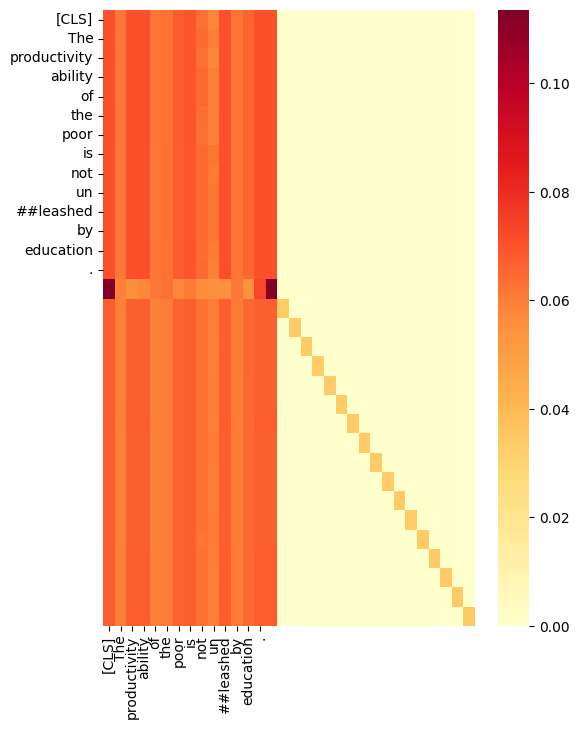 [CLS]
The
productivity
ability
of
the
poor
is
not
un
##leashed
by
education
.
0.10
0.08
0.06
0.04
0.02
0.00
[CLS]
The
productivity
ability
of
the
poor
is
not
un
##leashed
by
education
.